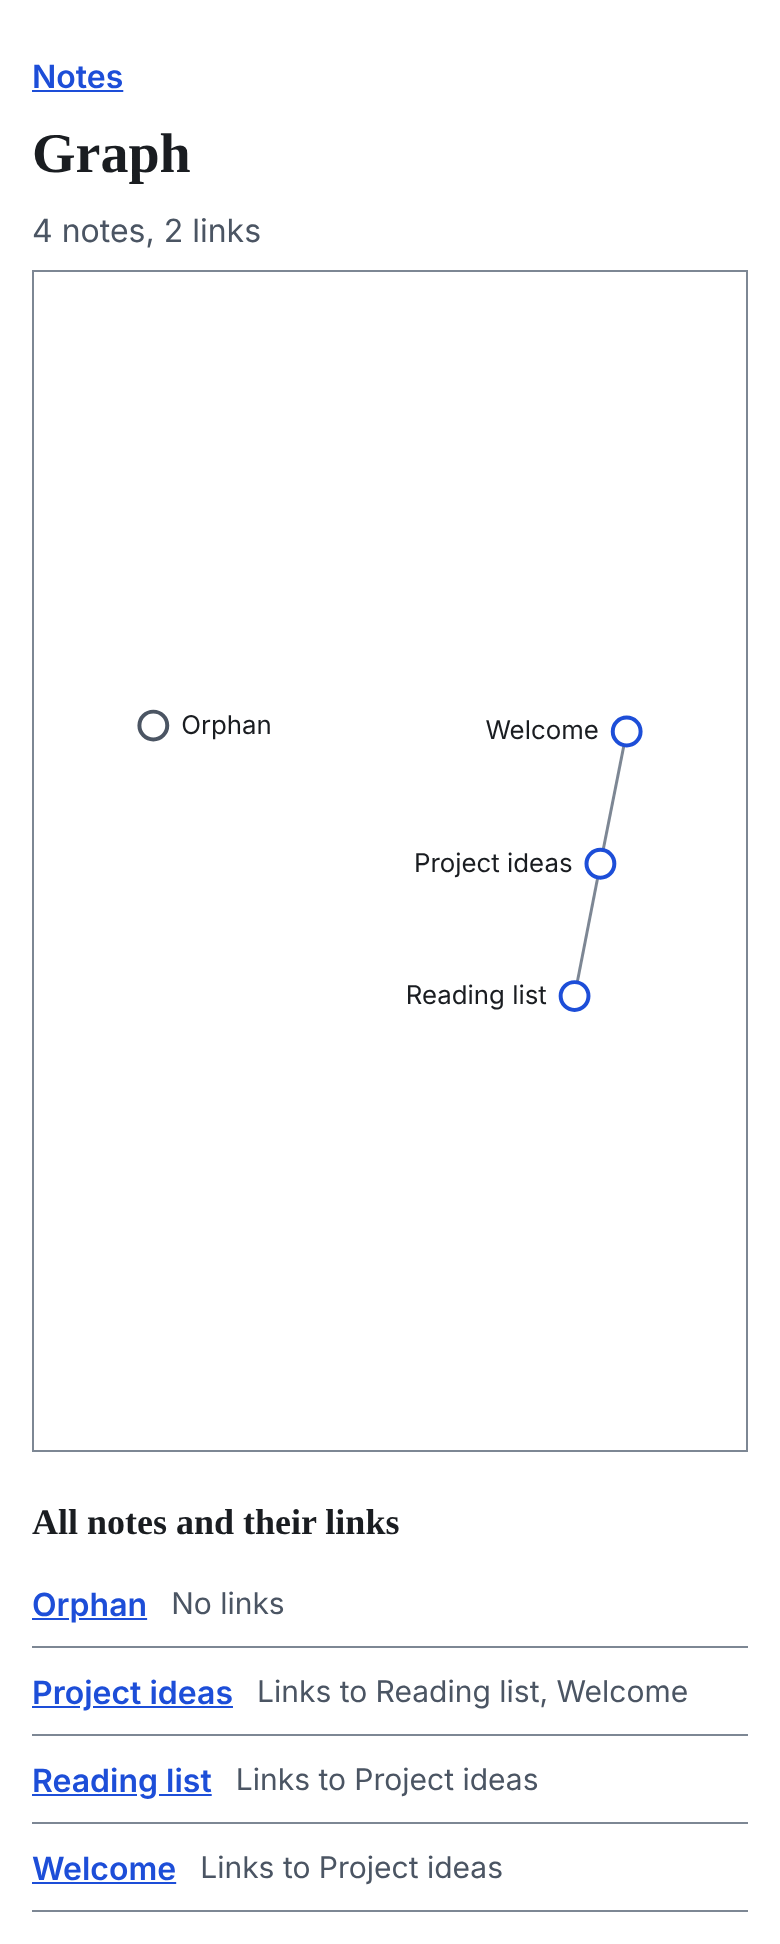 Notes
Graph
4 notes, 2 links
Orphan
Welcome
Project ideas
Reading list
All notes and their links
Orphan No links
Project ideas Links to Reading list, Welcome
Reading list Links to Project ideas
Welcome Links to Project ideas